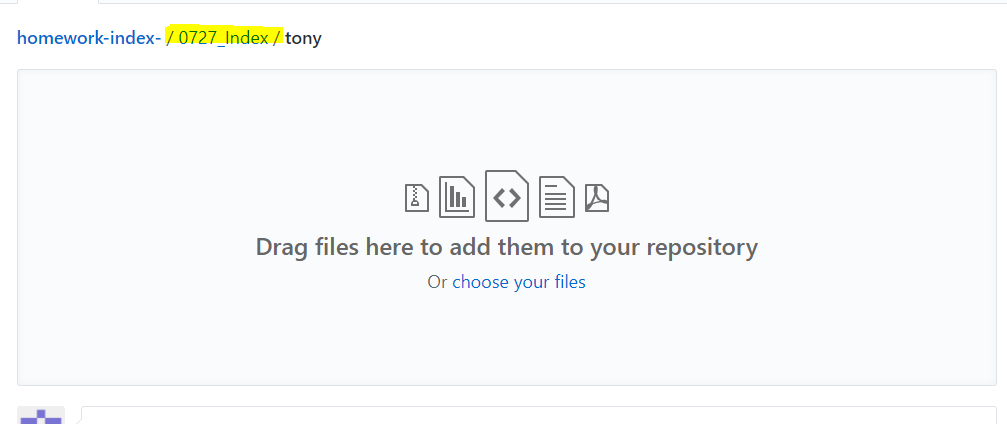 homework-index- / 0727_Index / tony
Drag files here to add them to your repository
Or choose your files